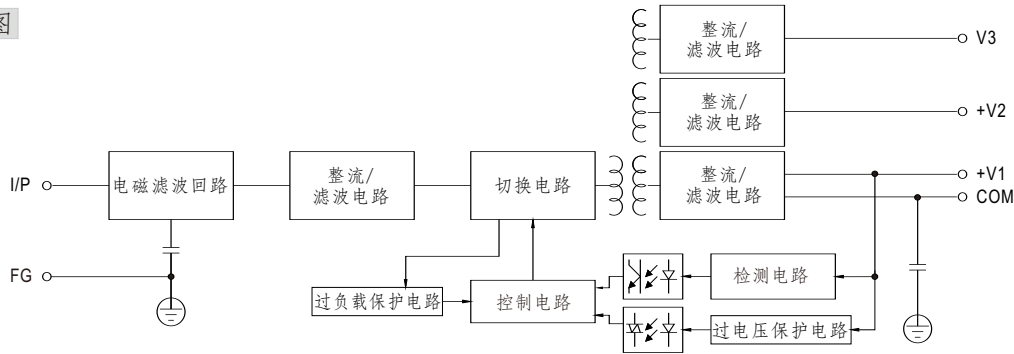 图
整流/
滤波电路
V3
整流/
滤波电路
+V2
I/P
电磁滤波回路
整流/
滤波电路
切换电路
整流/
滤波电路
+V1
COM
FG
过负载保护电路
控制电路
检测电路
过电压保护电路